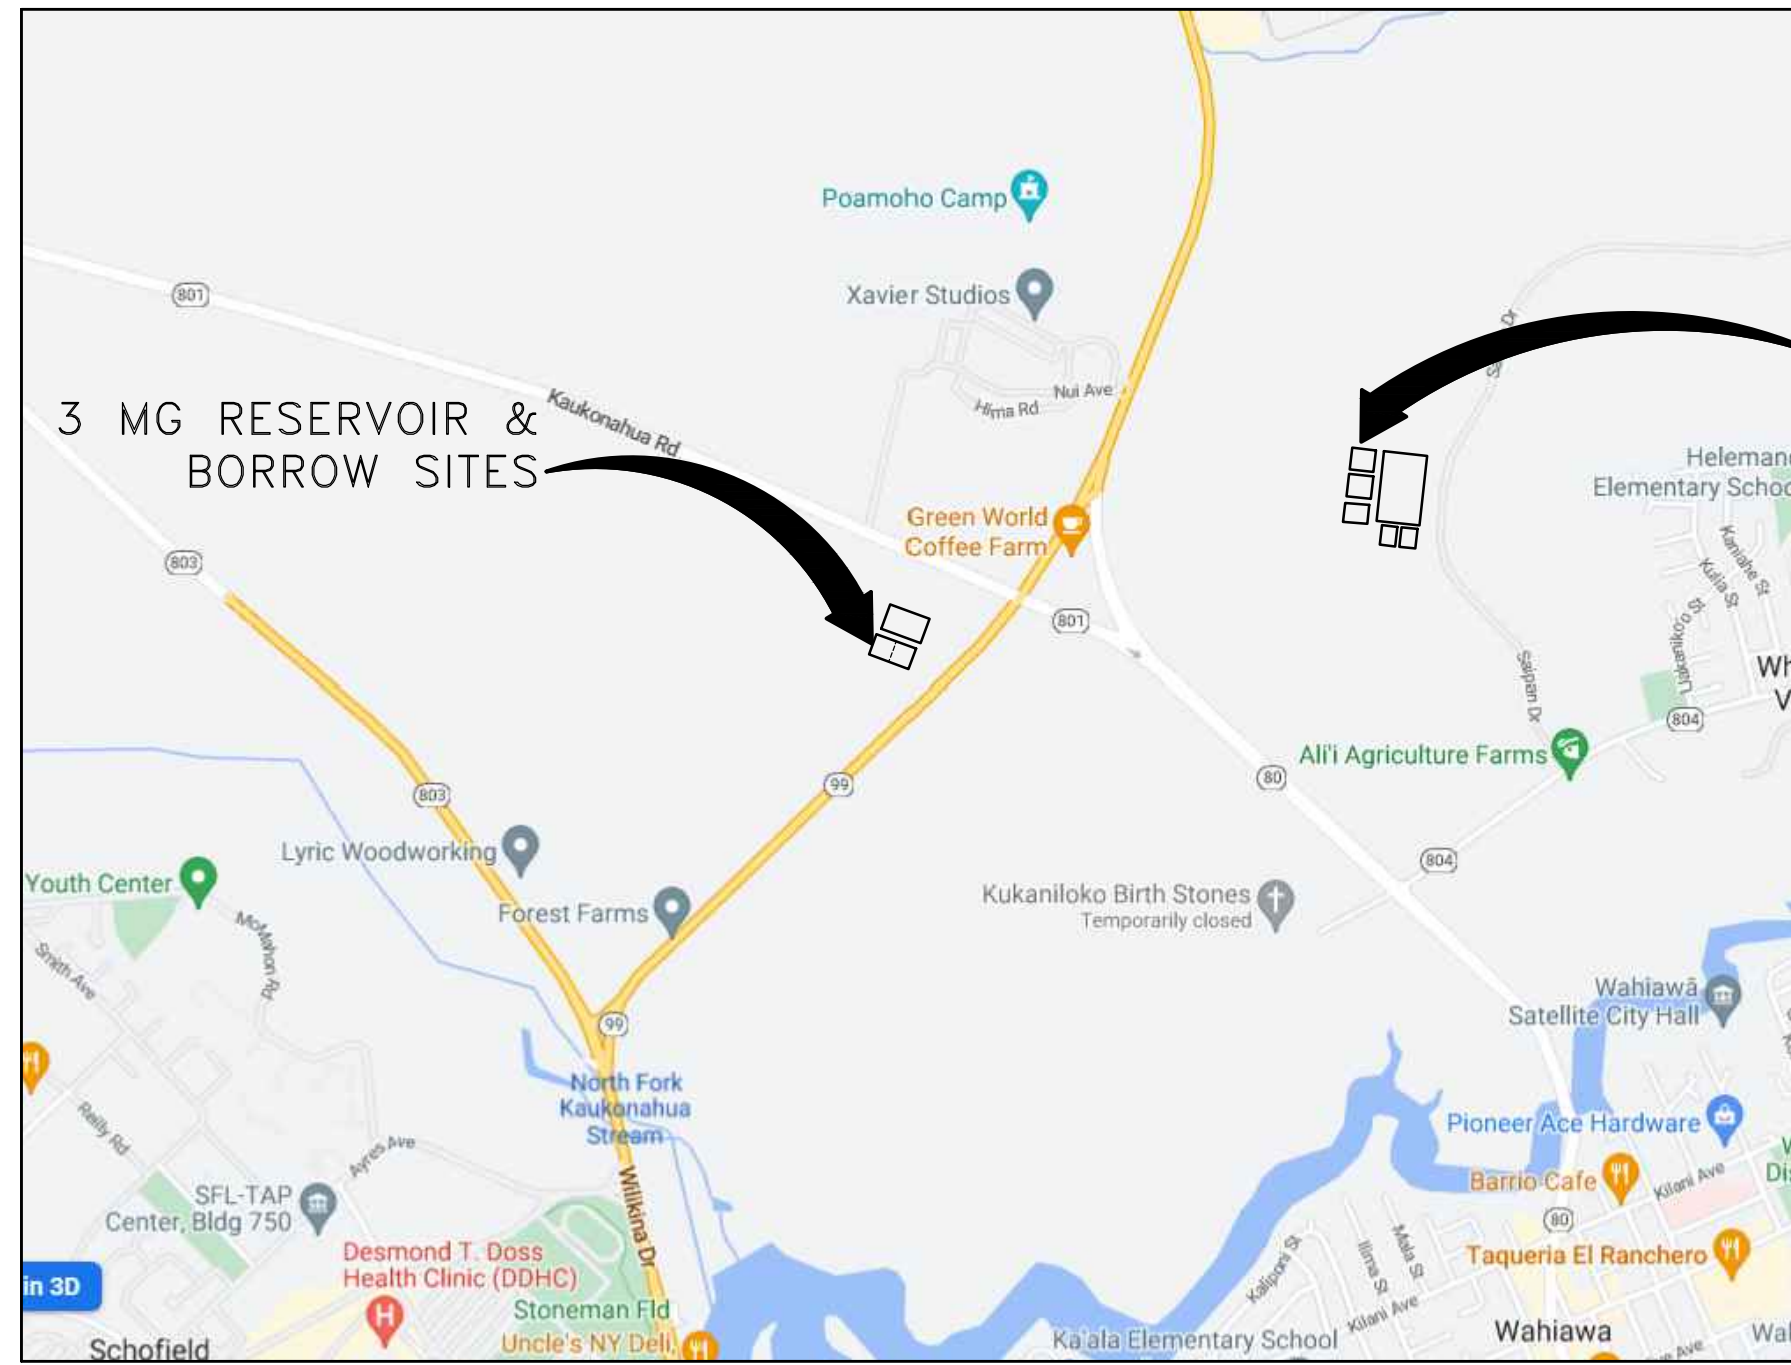 Poamoho Camp
Xavier Studios
801
Nui Ave
Hima Rd
3 MG RESERVOIR &
BORROW SITES
Kaukonahua Rd
Green World
Coffee Farm
Elementary
Kaniahe St
Kulia St
803
801
Saipan Dr
804
Ali'i Agriculture Farms
80
99
803
Lyric Woodworking
804
Youth Center
McMahon Rd
Forest Farms
Kukaniloko Birth Stones
Temporarily closed
Smith Ave
Wahiawā
Satellite City Hall
99
North Fork
Kaukonahua
Stream
Reilly Rd
Ayres Ave
Pioneer Ace Hardware
Barrio Cafe
Kilani Ave
SFL-TAP
Center, Bldg 750
Wilikina Dr
80
Desmond T. Doss
Health Clinic (DDHC)
Kaliponi St
Ilima St
Mala St
Taqueria El Ranchero
in 3D
Stoneman Fld
Uncle's NY Deli,
Kilani Ave
Ka'ala Elementary School
Wahiawa
Schofield